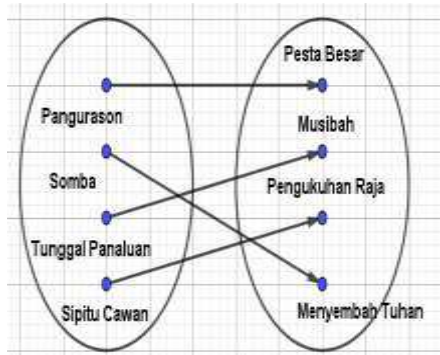 Pangurason
Somba
Tunggal Panaluan
Sipitu Cawan
Pesta Besar
Musibah
Pengukuhan Raja
Menyembah Tuhan